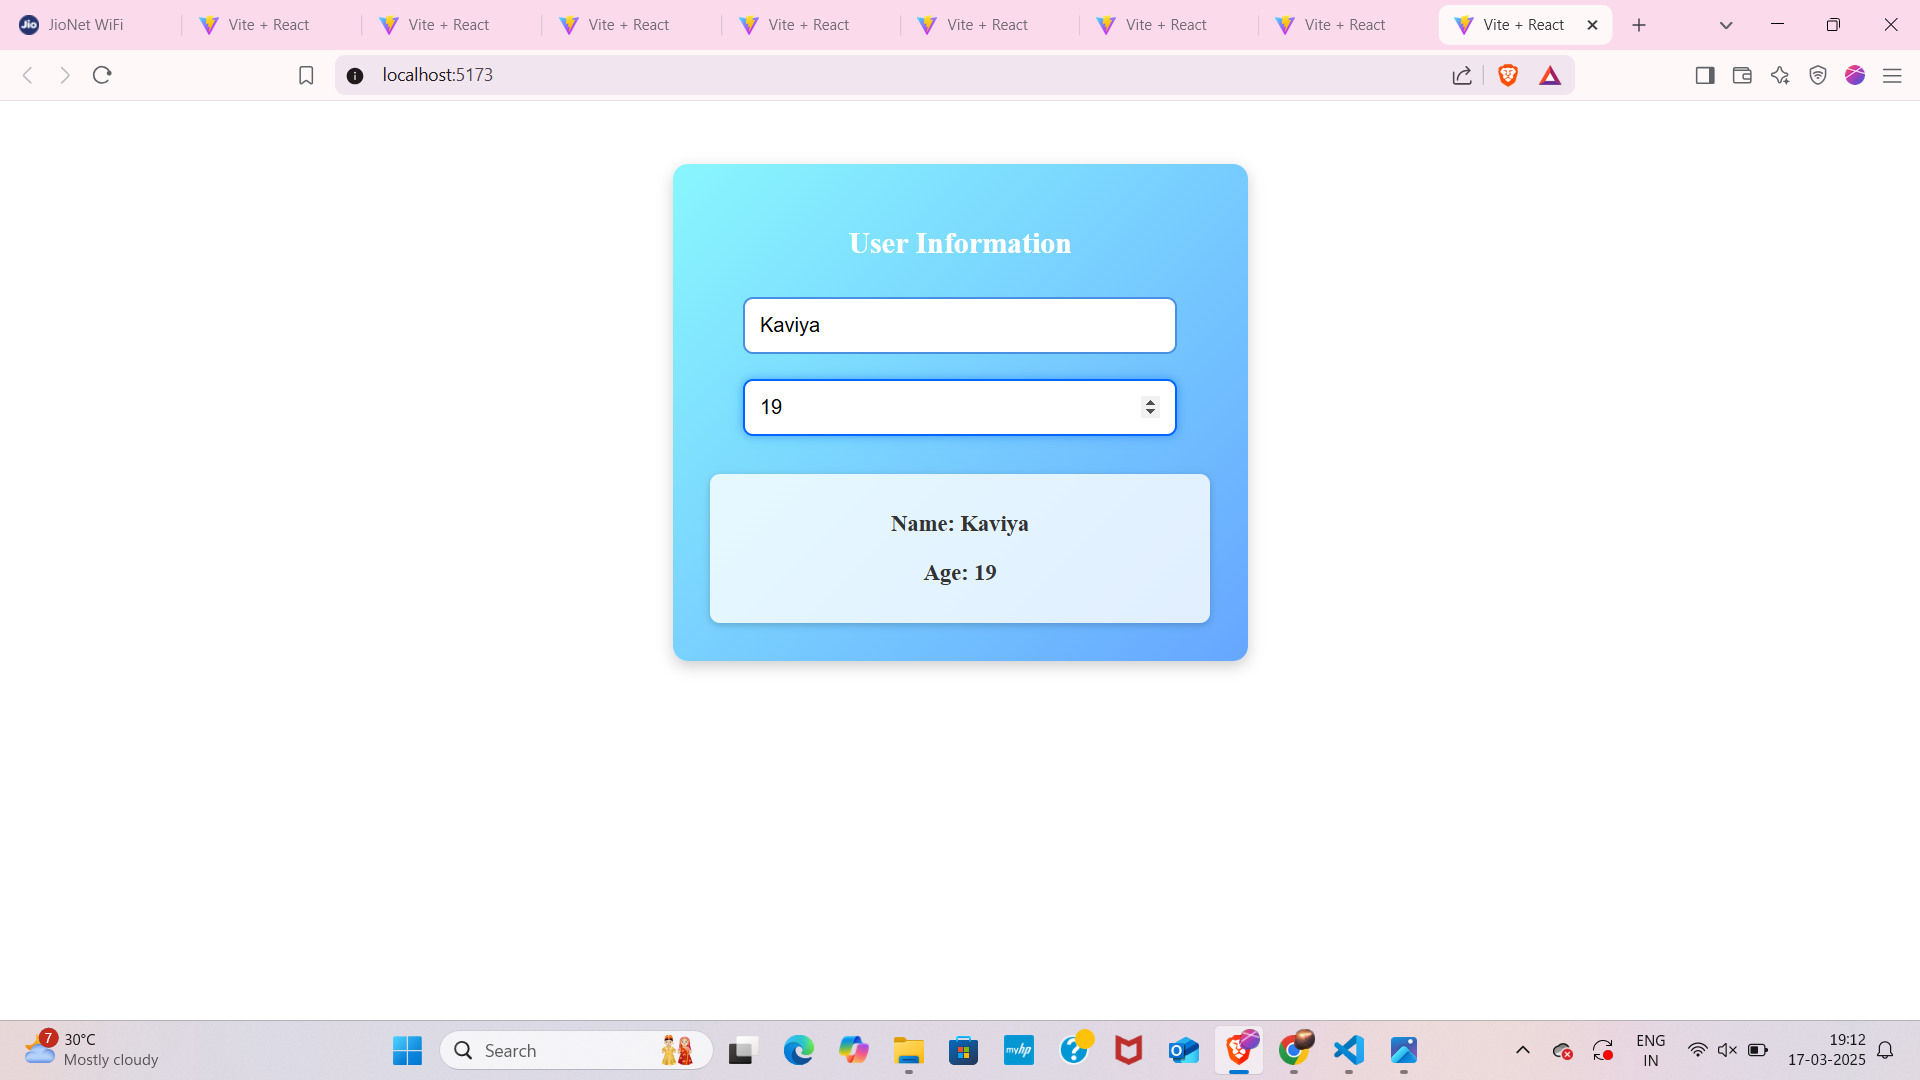 Jio JioNet WiFi Vite + React Vite + React Vite + React Vite + React Vite + React Vite + React Vite + React Vite + React
localhost:5173
User Information
Kaviya
19
Name: Kaviya
Age: 19
7 30°C
Mostly cloudy
Search
myhp
ENG
IN
19:12
17-03-2025